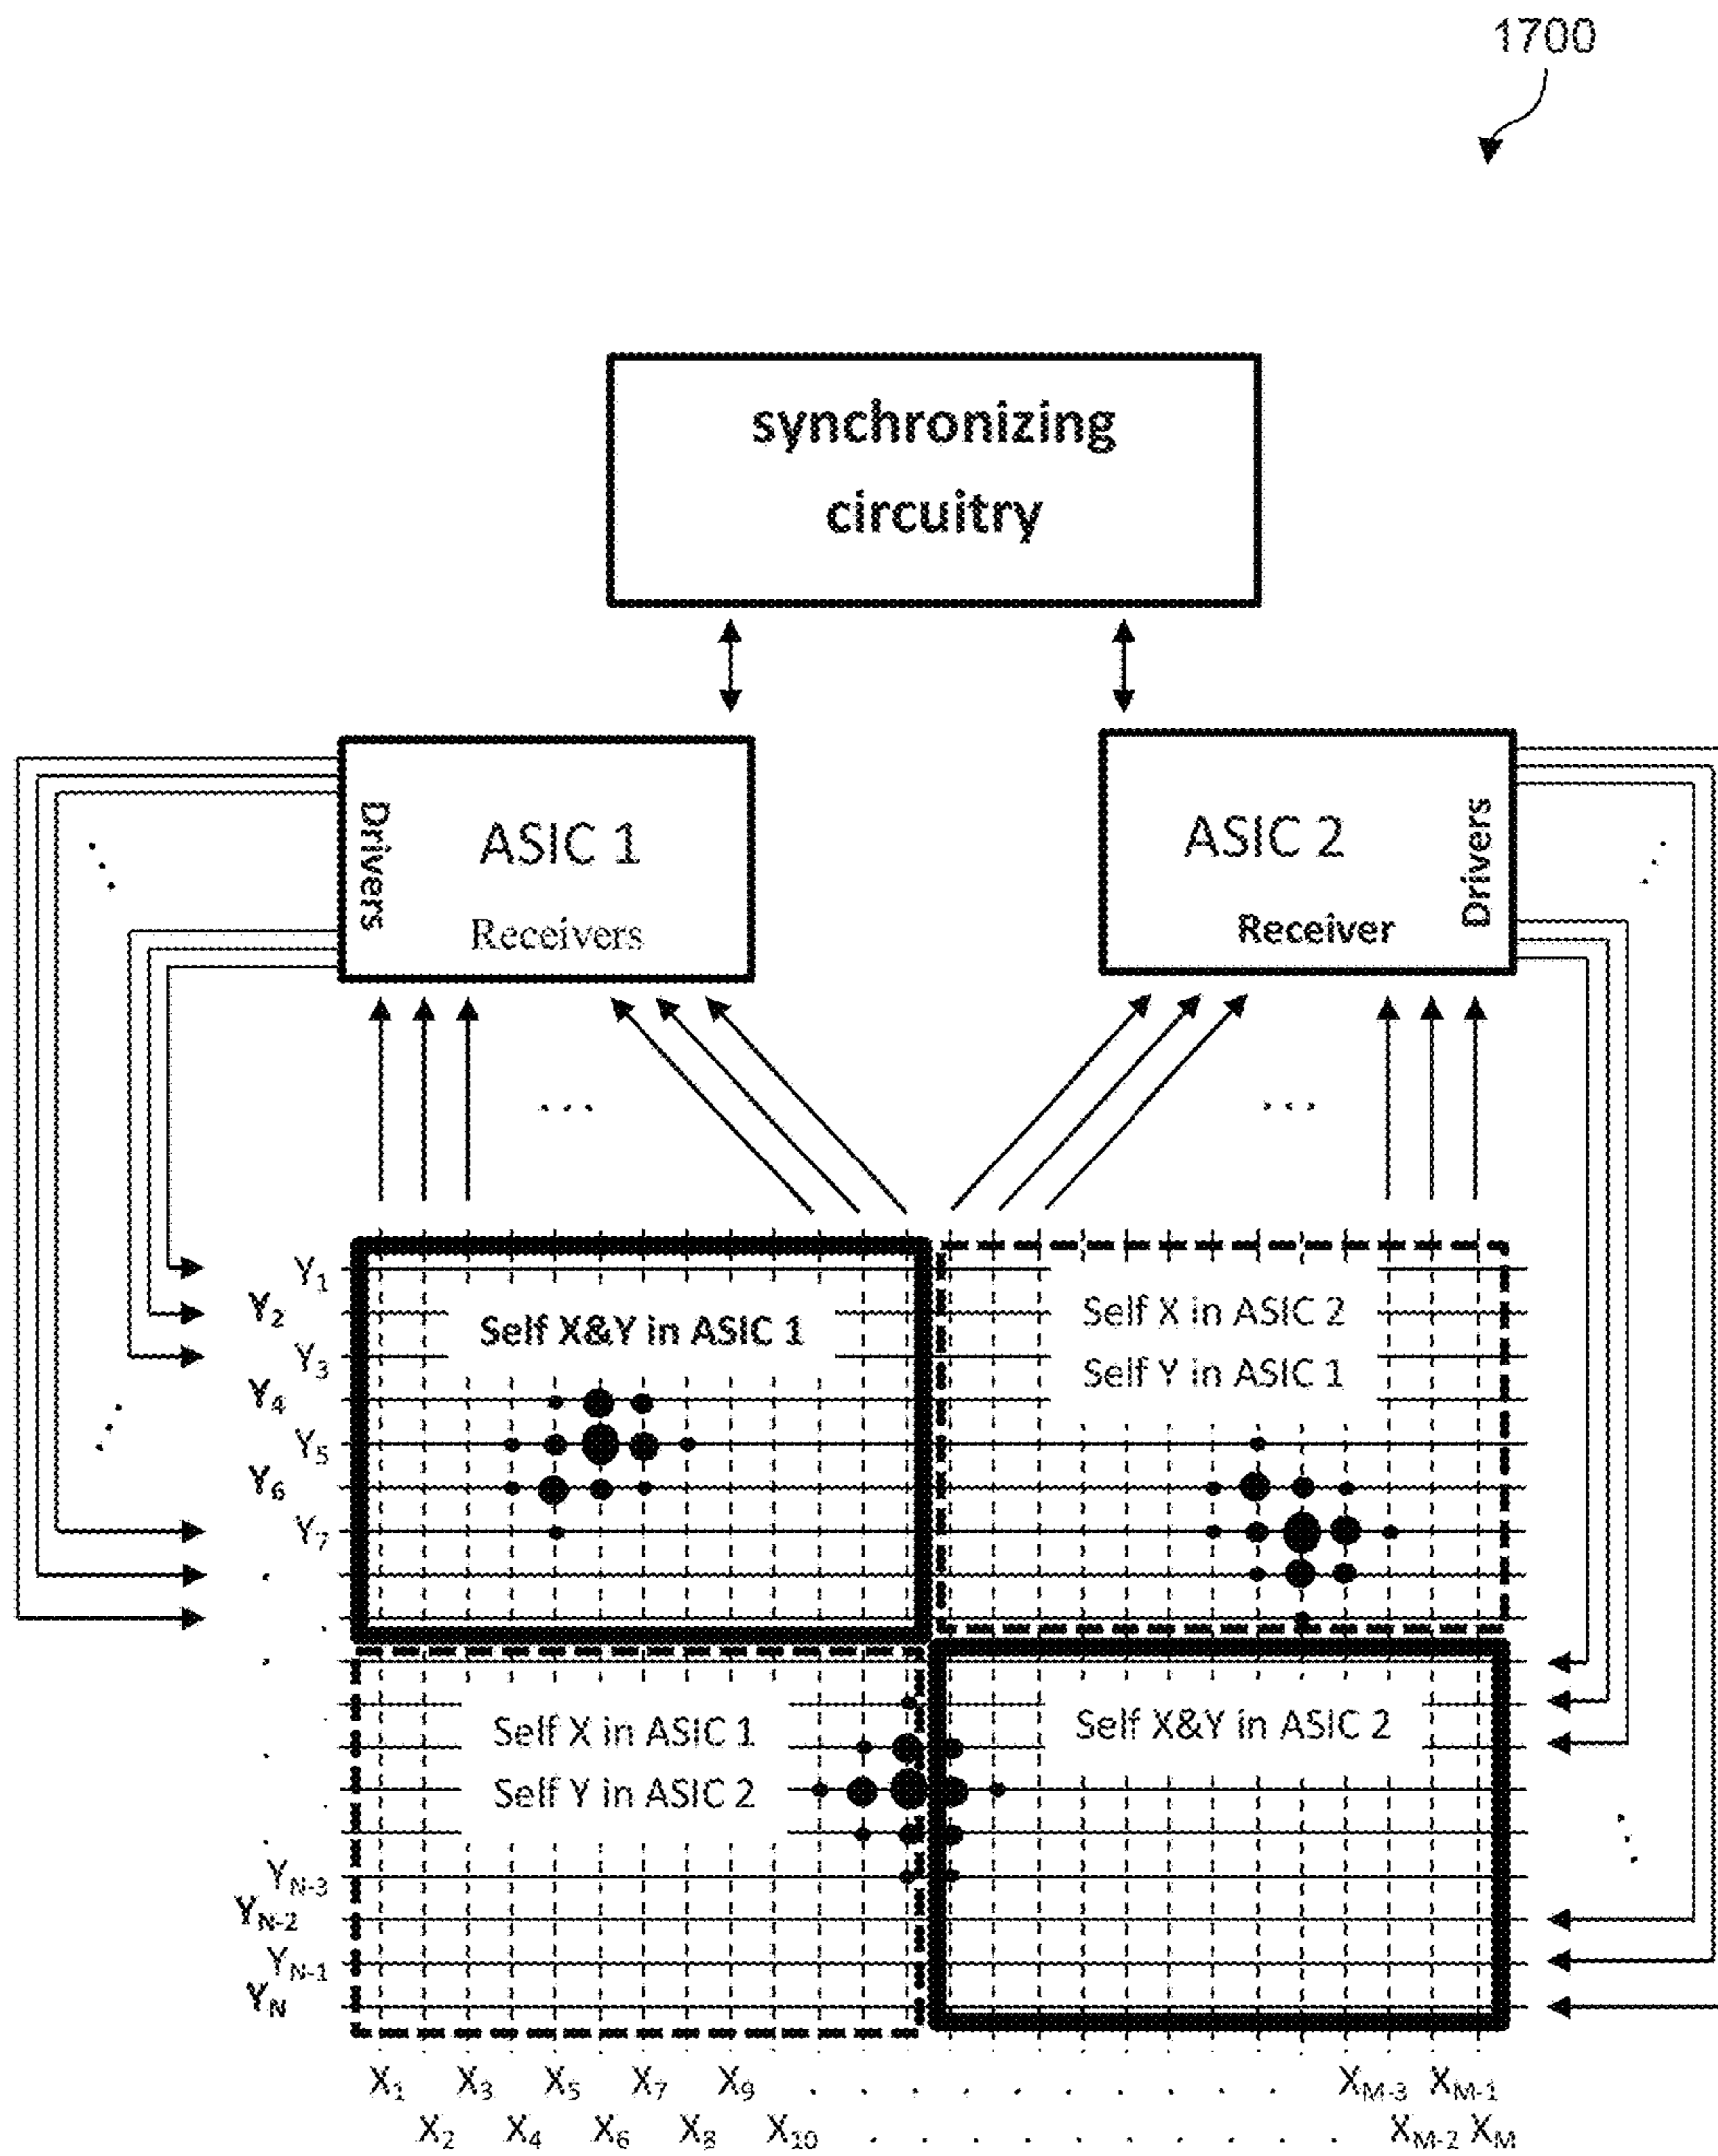 1700
synchronizing
circuitry
Drivers
ASIC 1
Receivers
ASIC 2
Receiver
Drivers
. . .
. . .
Y1
Y2
Y3
Y4
Y5
Y6
Y7
Self X&Y in ASIC 1
Self X in ASIC 2
Self Y in ASIC 1
Self X in ASIC 1
Self Y in ASIC 2
Self X&Y in ASIC 2
YN-3
YN-2
YN-1
YN
X1 X3 X5 X7 X9 . . . . . . . . . . . . XM-3 XM-1
X2 X4 X6 X8 X10 . . . . . . . . . . . XM-2 XM